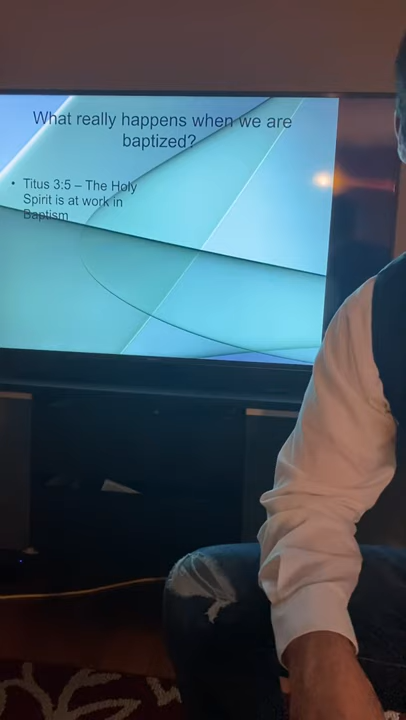 What really happens when we are
baptized?
• Titus 3:5 – The Holy
Spirit is at work in
Baptism